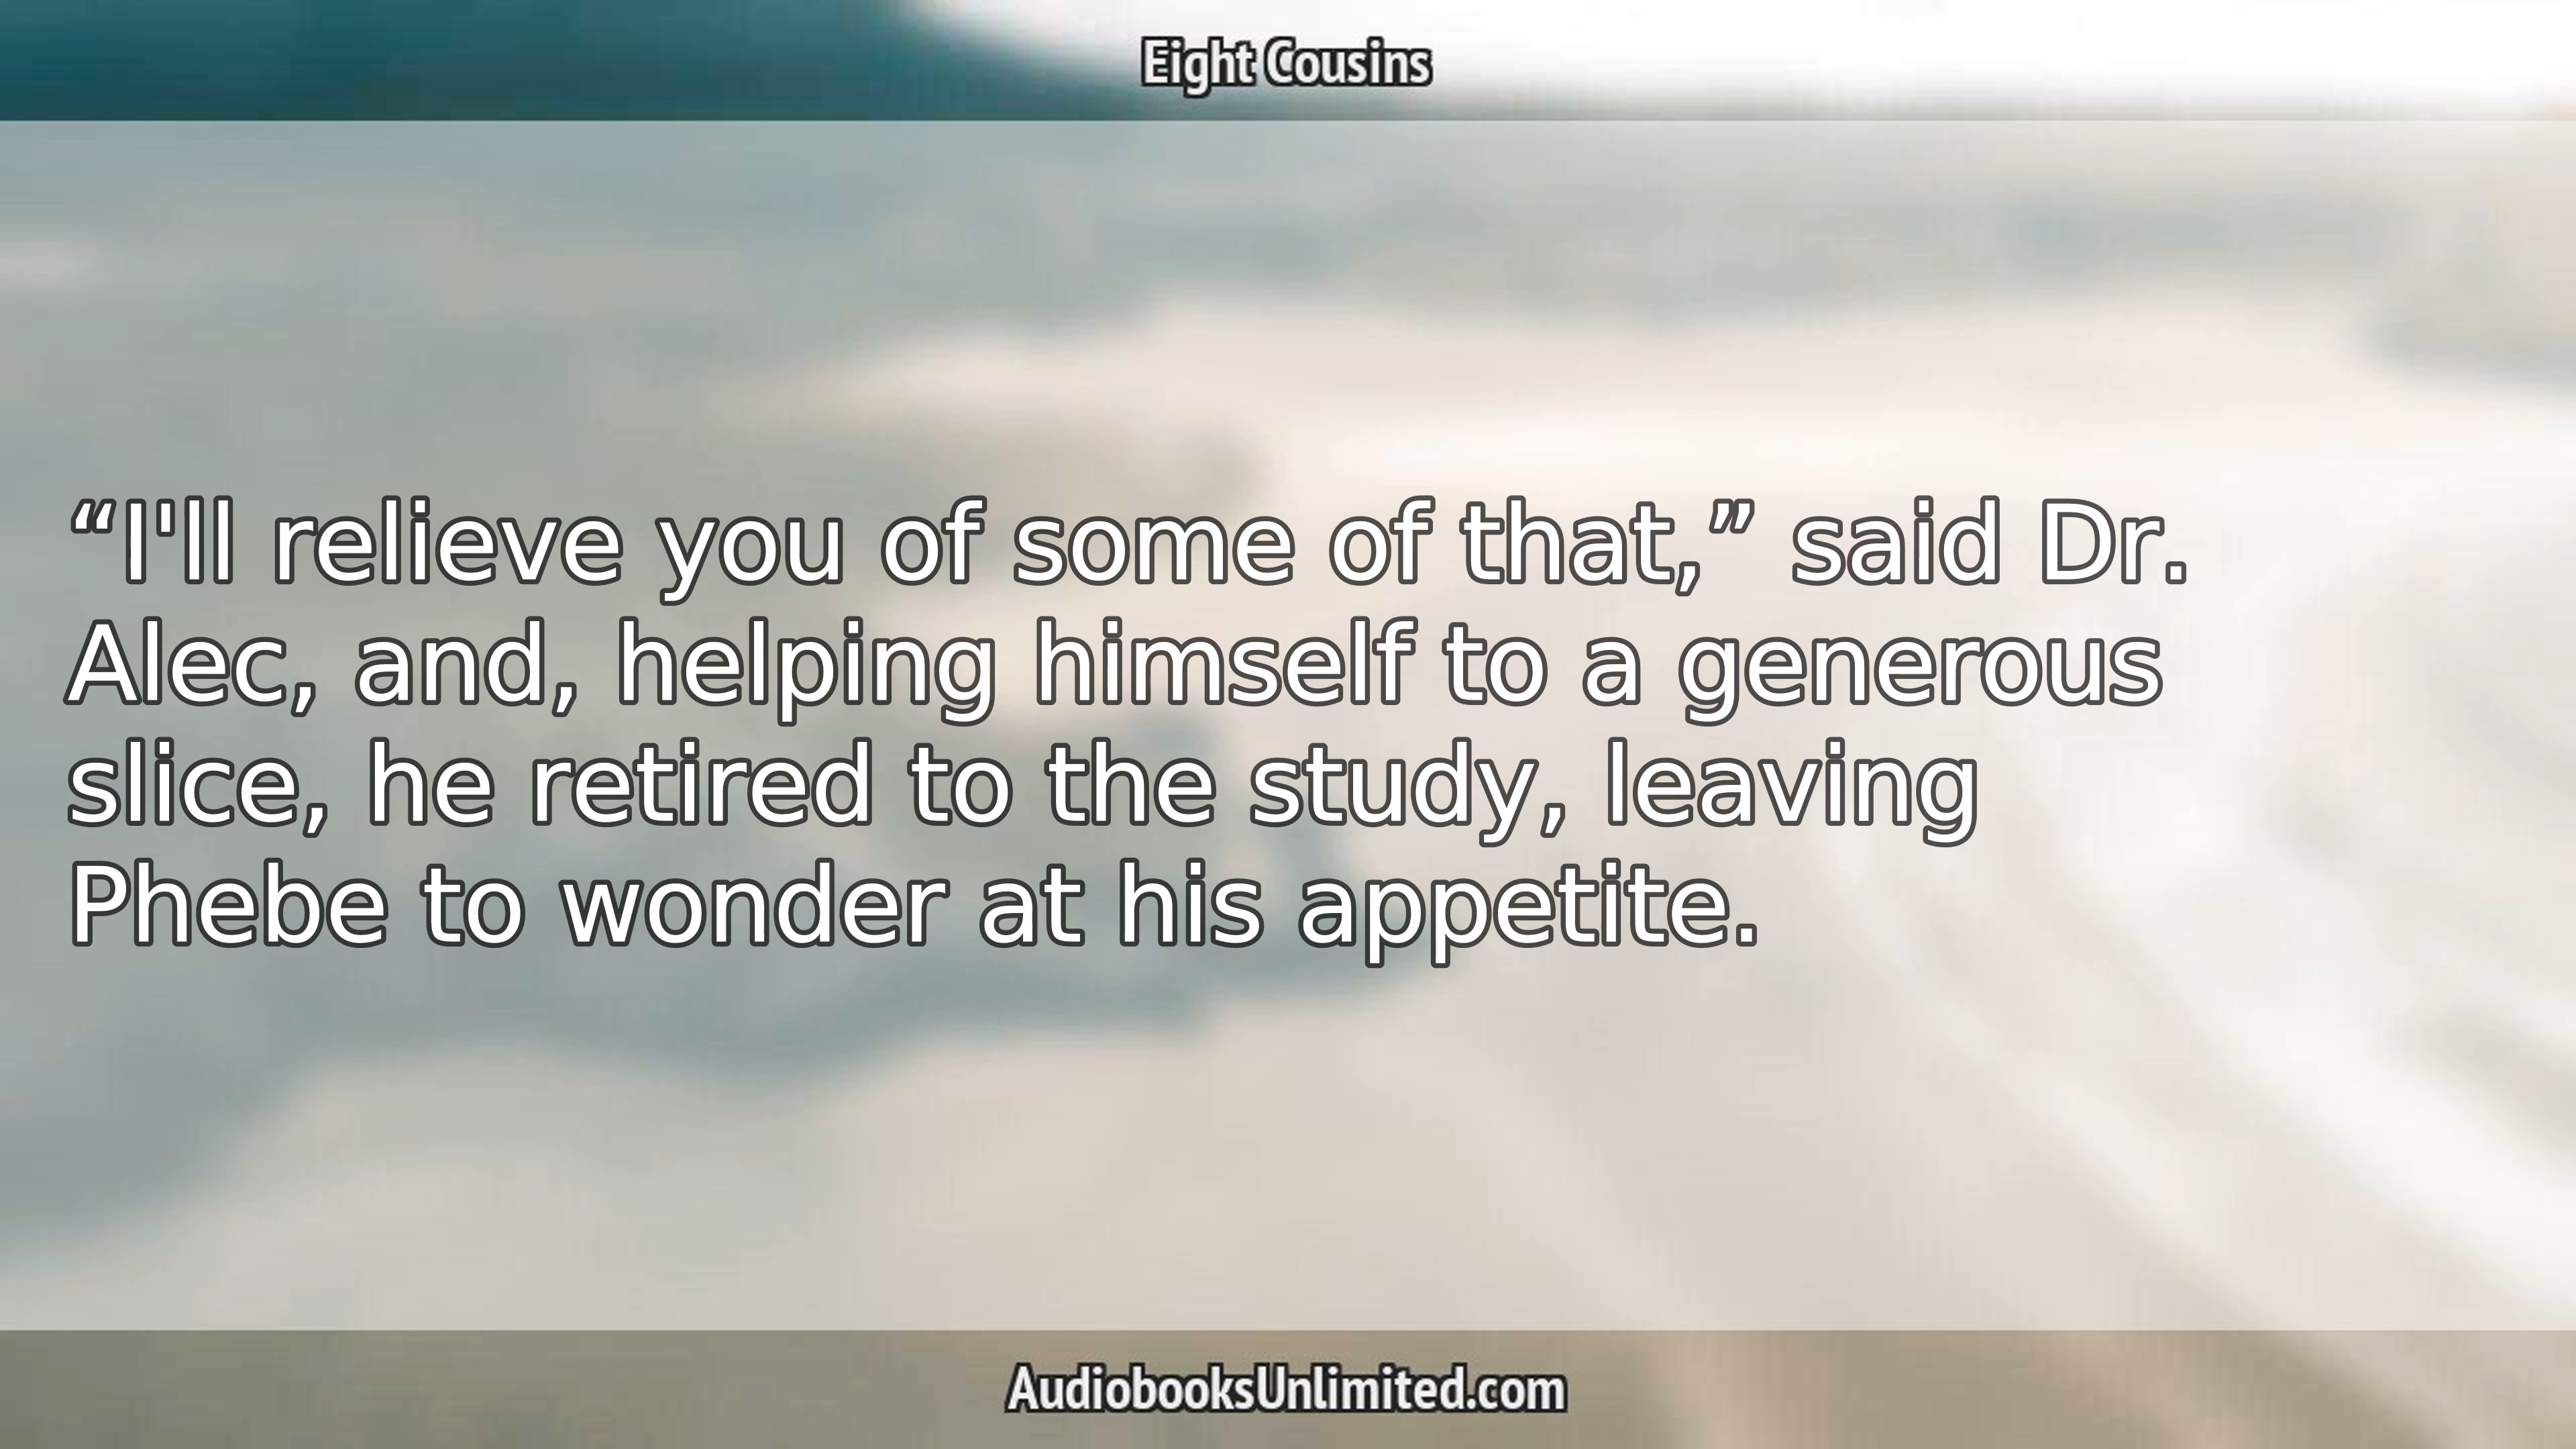 Eight Cousins
“I'll relieve you of some of that,” said Dr.
Alec, and, helping himself to a generous
slice, he retired to the study, leaving
Phebe to wonder at his appetite.
AudiobooksUnlimited.com